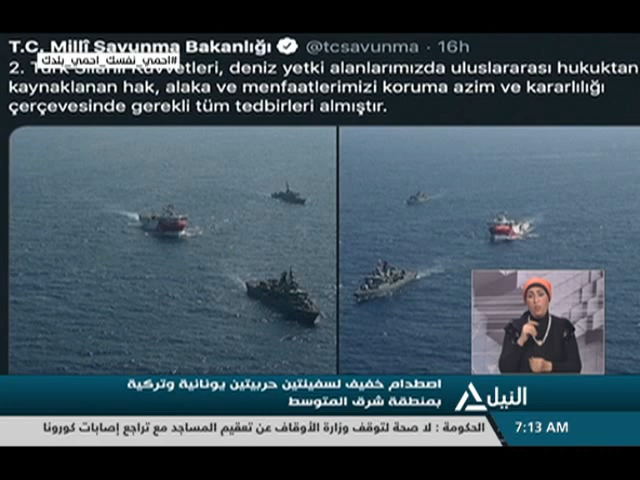 T.C. Millî Savunma Bakanlığı @tcsavunma · 16h
#احمي_نفسك_احمي_بلدك
2. Türk Silahlı Kuvvetleri, deniz yetki alanlarımızda uluslararası hukuktan
kaynaklanan hak, alaka ve menfaatlerimizi koruma azim ve kararlılığı
çerçevesinde gerekli tüm tedbirleri almıştır.
اصطدام خفيف لسفينتين حربيتين يونانية وتركية
بمنطقة شرق المتوسط
النيل
الحكومة : لا صحة لتوقف وزارة الأوقاف عن تعقيم المساجد مع تراجع إصابات كورونا
7:13 AM